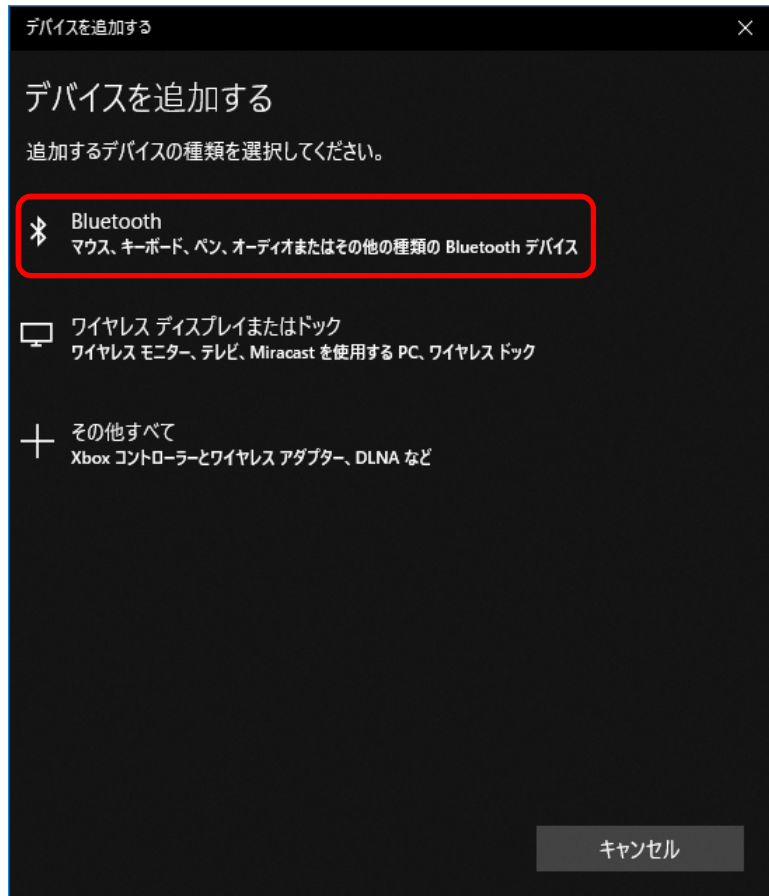 デバイスを追加する
デバイスを追加する
追加するデバイスの種類を選択してください。
Bluetooth
マウス、キーボード、ペン、オーディオまたはその他の種類の Bluetooth デバイス
ワイヤレス ディスプレイまたはドック
ワイヤレス モニター、テレビ、Miracast を使用する PC、ワイヤレス ドック
その他すべて
Xbox コントローラーとワイヤレス アダプター、DLNA など
キャンセル